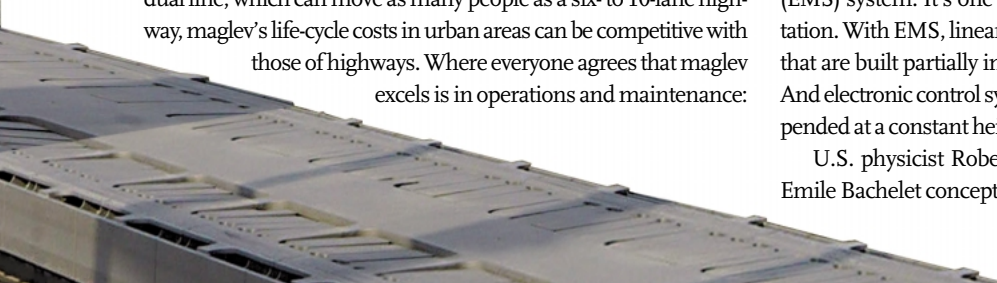 dual line, which can move as many people as a six- to 10-lane high-
way, maglev's life-cycle costs in urban areas can be competitive with
those of highways. Where everyone agrees that maglev
excels is in operations and maintenance:
(EMS) system. It's one
tation. With EMS, linear
that are built partially in
And electronic control sy
pended at a constant hei
U.S. physicist Robe
Emile Bachelet concept